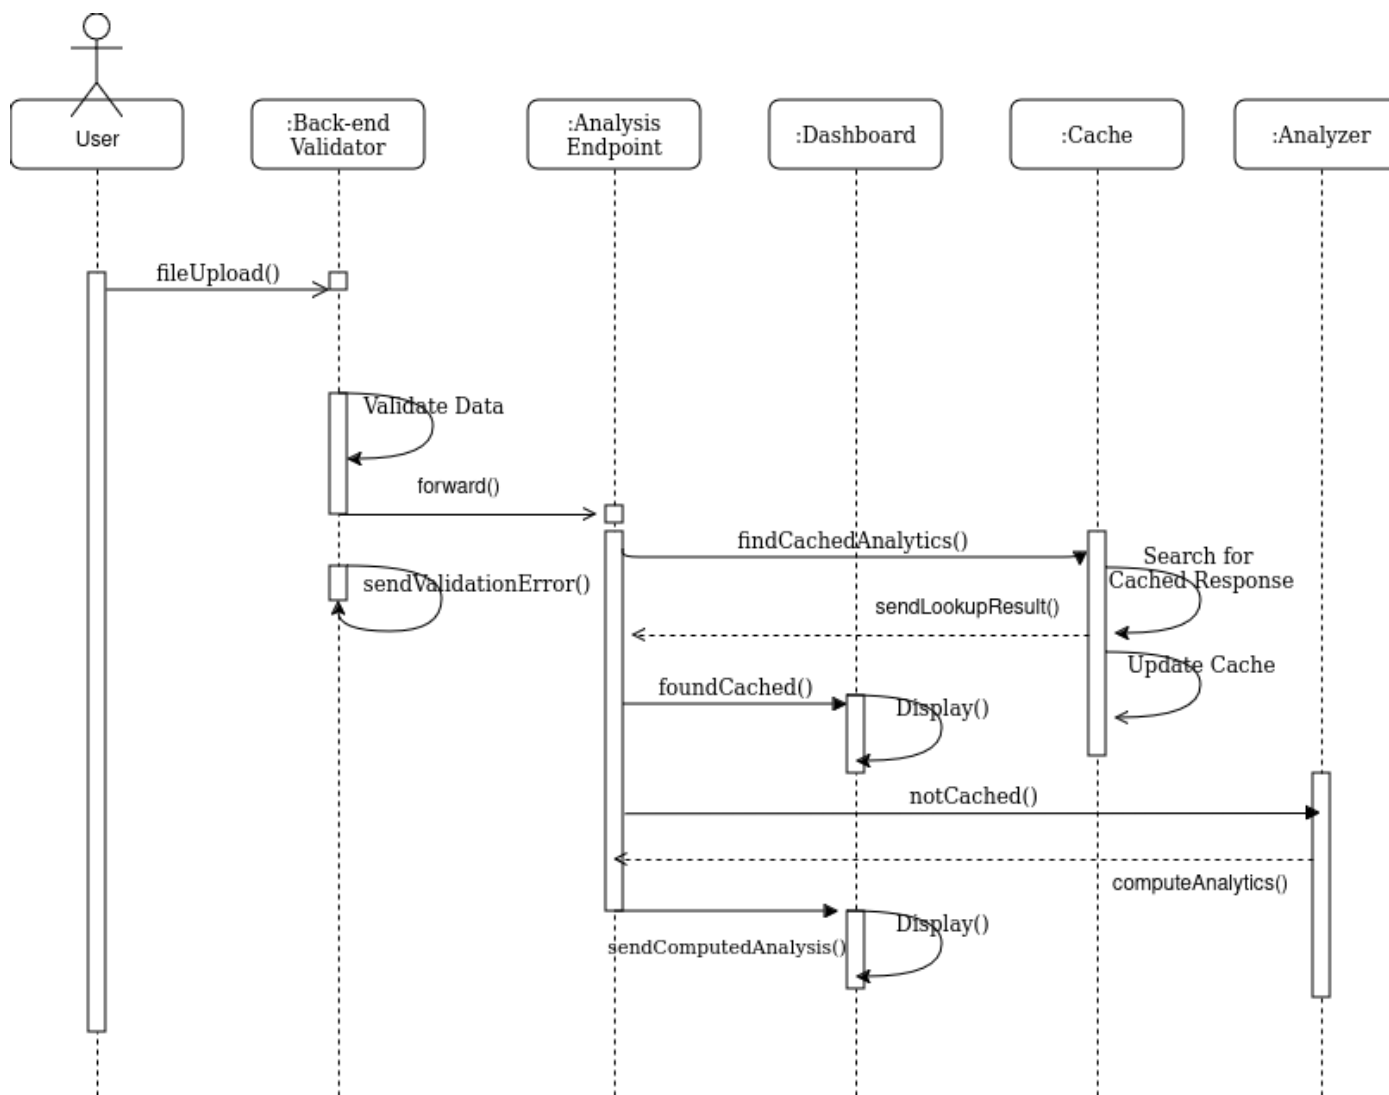 User
:Back-end
Validator
:Analysis
Endpoint
:Dashboard
:Cache
:Analyzer
fileUpload()
Validate Data
forward()
findCachedAnalytics()
Search for
Cached Response
sendValidationError()
sendLookupResult()
Update Cache
foundCached()
Display()
notCached()
computeAnalytics()
Display()
sendComputedAnalysis()